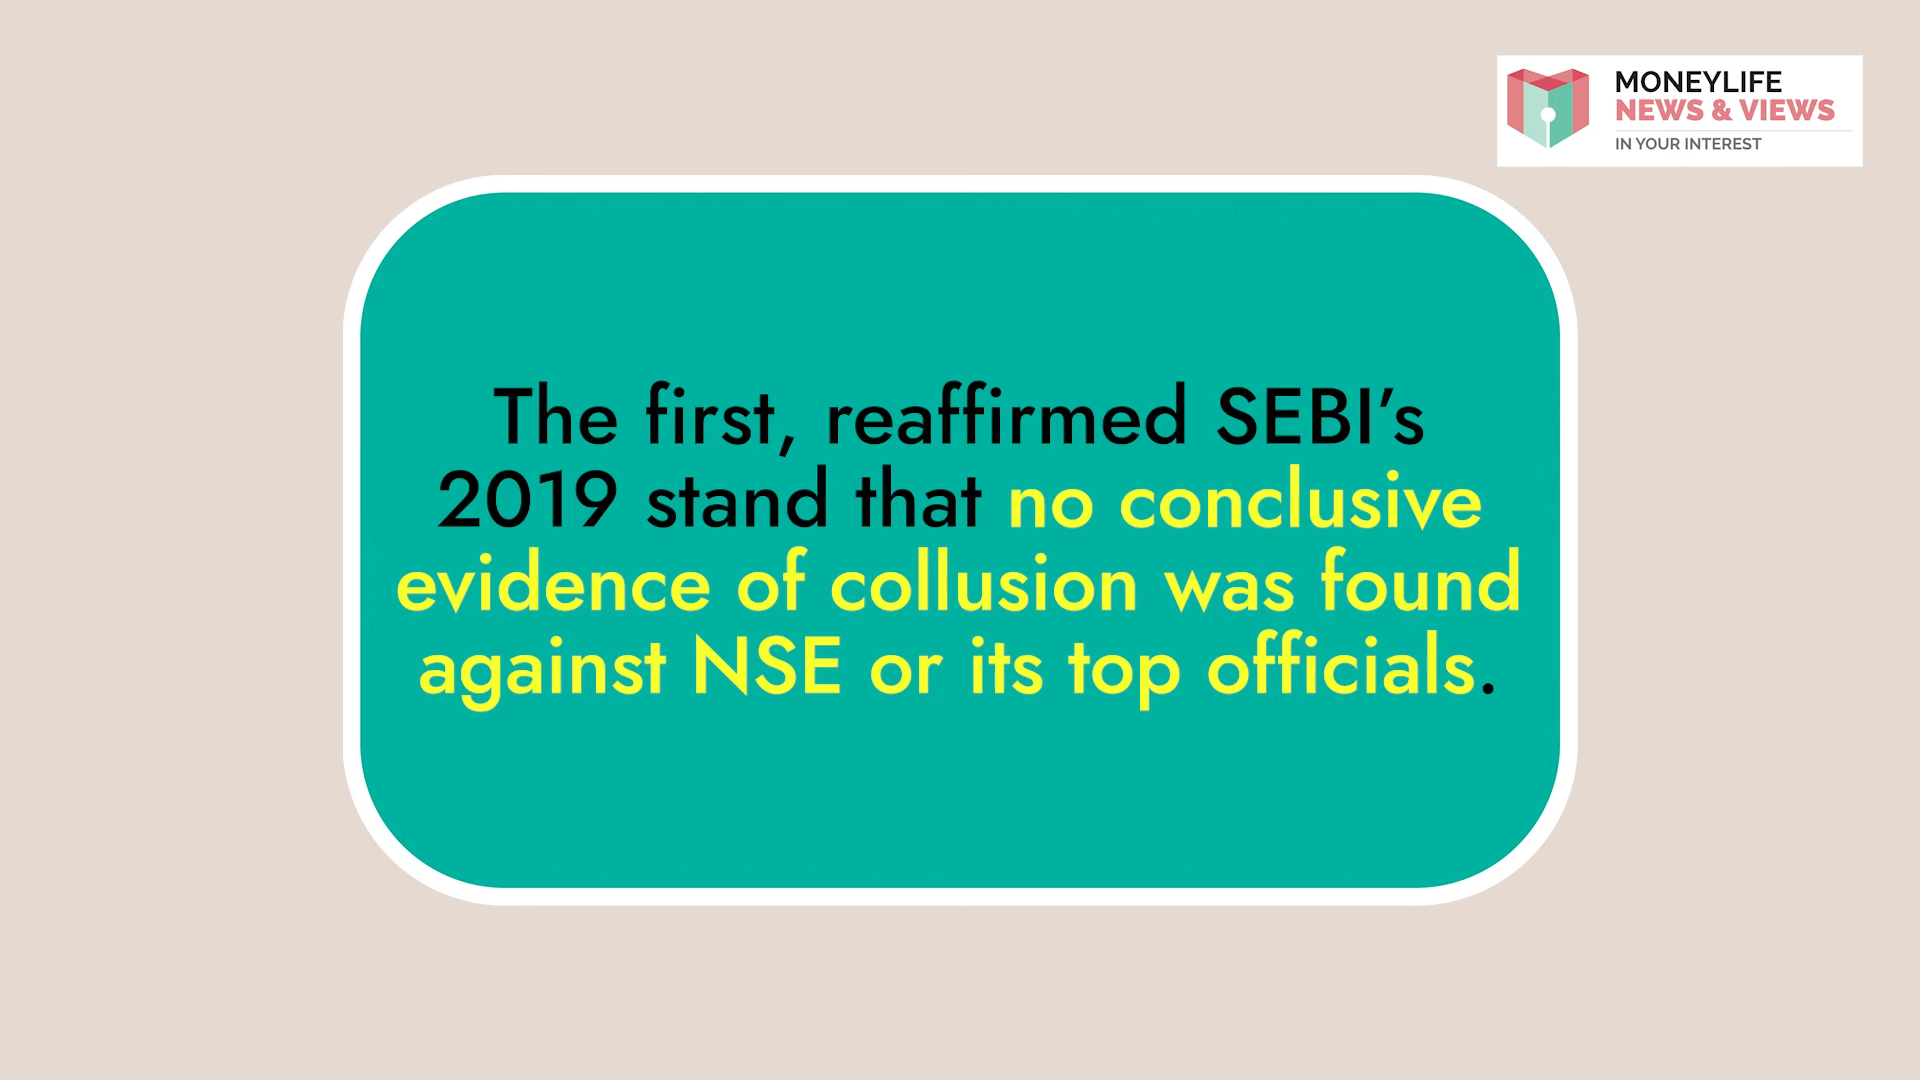 MONEYLIFE
NEWS & VIEWS
IN YOUR INTEREST
The first, reaffirmed SEBI’s
2019 stand that no conclusive
evidence of collusion was found
against NSE or its top officials.